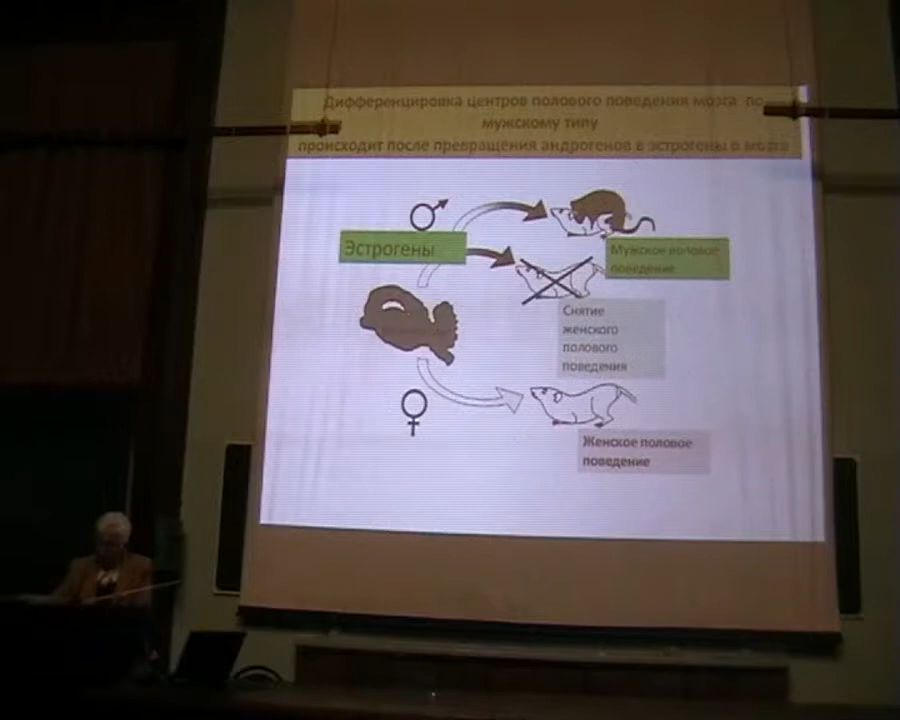 Дифференцировка центров полового поведения мозга по
мужскому типу
происходит после превращения андрогенов в эстрогены в мозге
Эстрогены
Мужское половое
поведение
Снятие
женского
полового
поведения
Женское половое
поведение